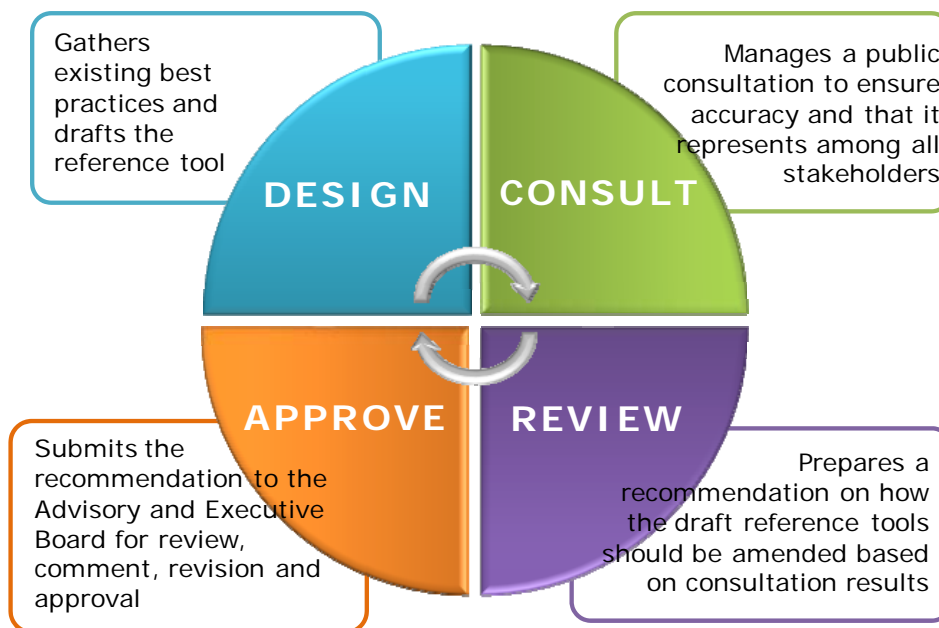 Gathers
existing best
practices and
drafts the
reference tool
DESIGN
Manages a public
consultation to ensure
accuracy and that it
represents among all
stakeholders
CONSULT
APPROVE
Submits the
recommendation to the
Advisory and Executive
Board for review,
comment, revision and
approval
REVIEW
Prepares a
recommendation on how
the draft reference tools
should be amended based
on consultation results